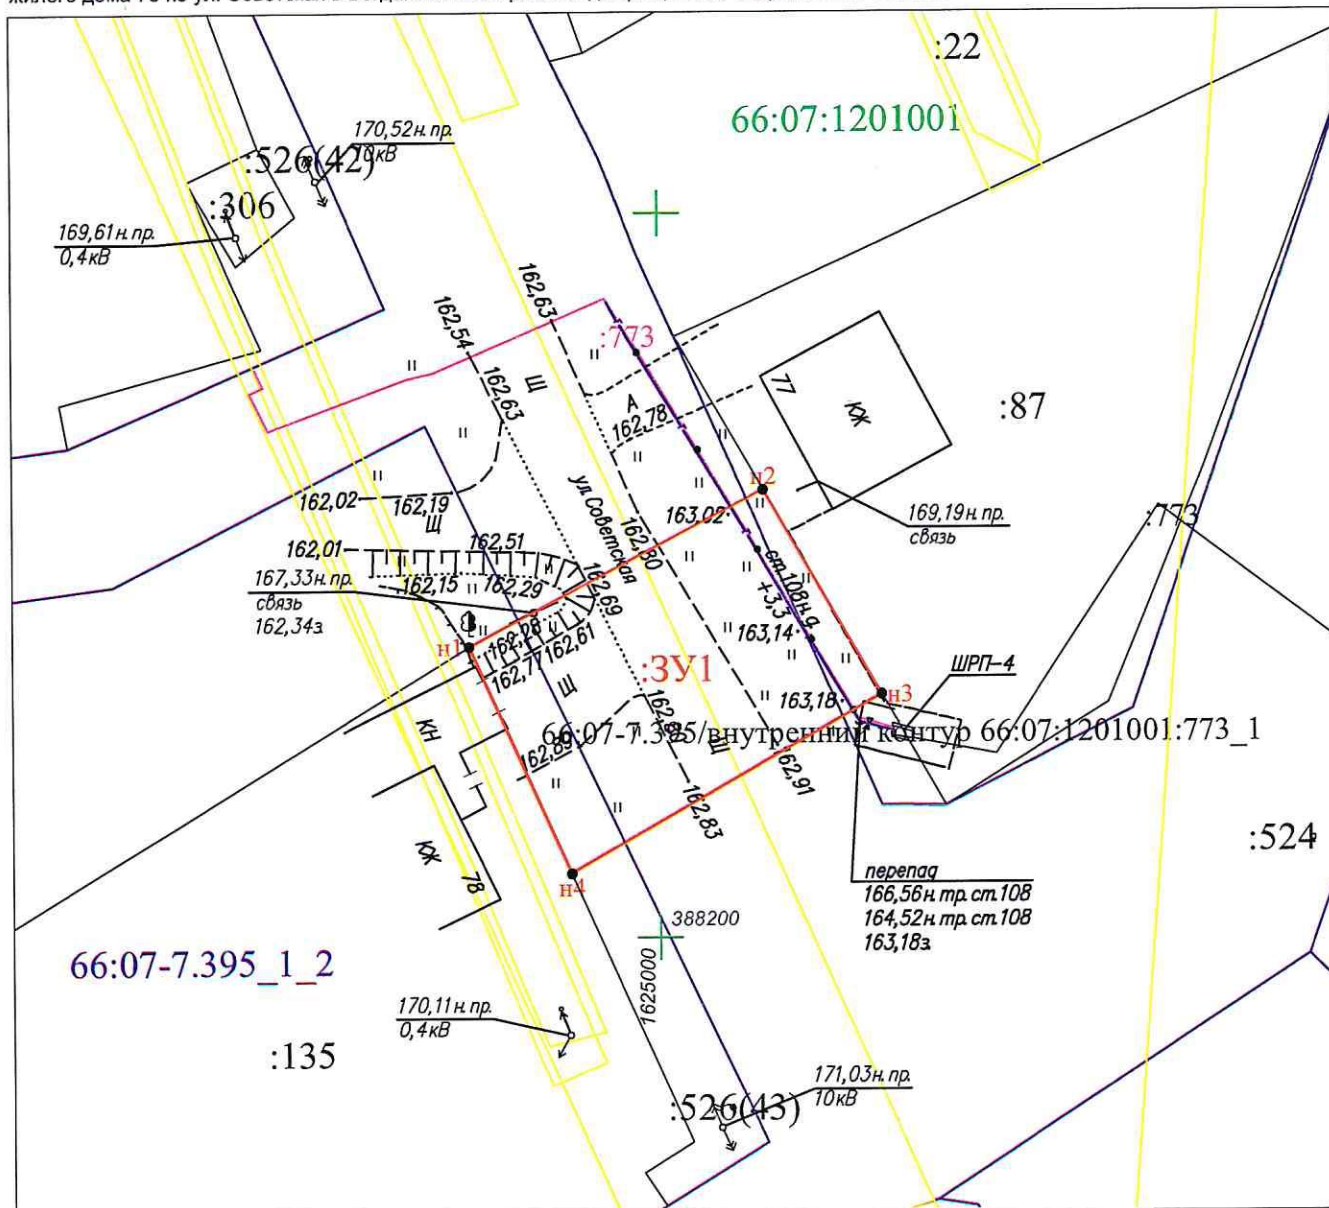 :22
66:07:1201001
170,52н.пр.
10кВ
:526(42)
:306
169,61н.пр.
0,4кВ
162,63
162,54
:773
Щ
162,63
А
162,78
77
КЖ
:87
н2
162,02
162,19
Щ
ул.Советская
163,02
169,19н.пр.
связь
:773
162,01
162,51
162,80
167,33н.пр.
связь
162,34з
162,15
162,29
162,69
ст.108н.д.
+3,3
н1
162,28
162,61
162,77
163,14
:ЗУ1
Щ
ШРП-4
163,18
н3
КН
66:07-7.395/внутренний контур 66:07:1201001:773_1
Щ
162,91
162,83
:524
КЖ
78
н4
перепад
166,56н.тр.ст.108
164,52н.тр.ст.108
163,18з
388200
1625000
66:07-7.395_1_2
170,11н.пр.
0,4кВ
:135
171,03н.пр.
10кВ
:526(43)